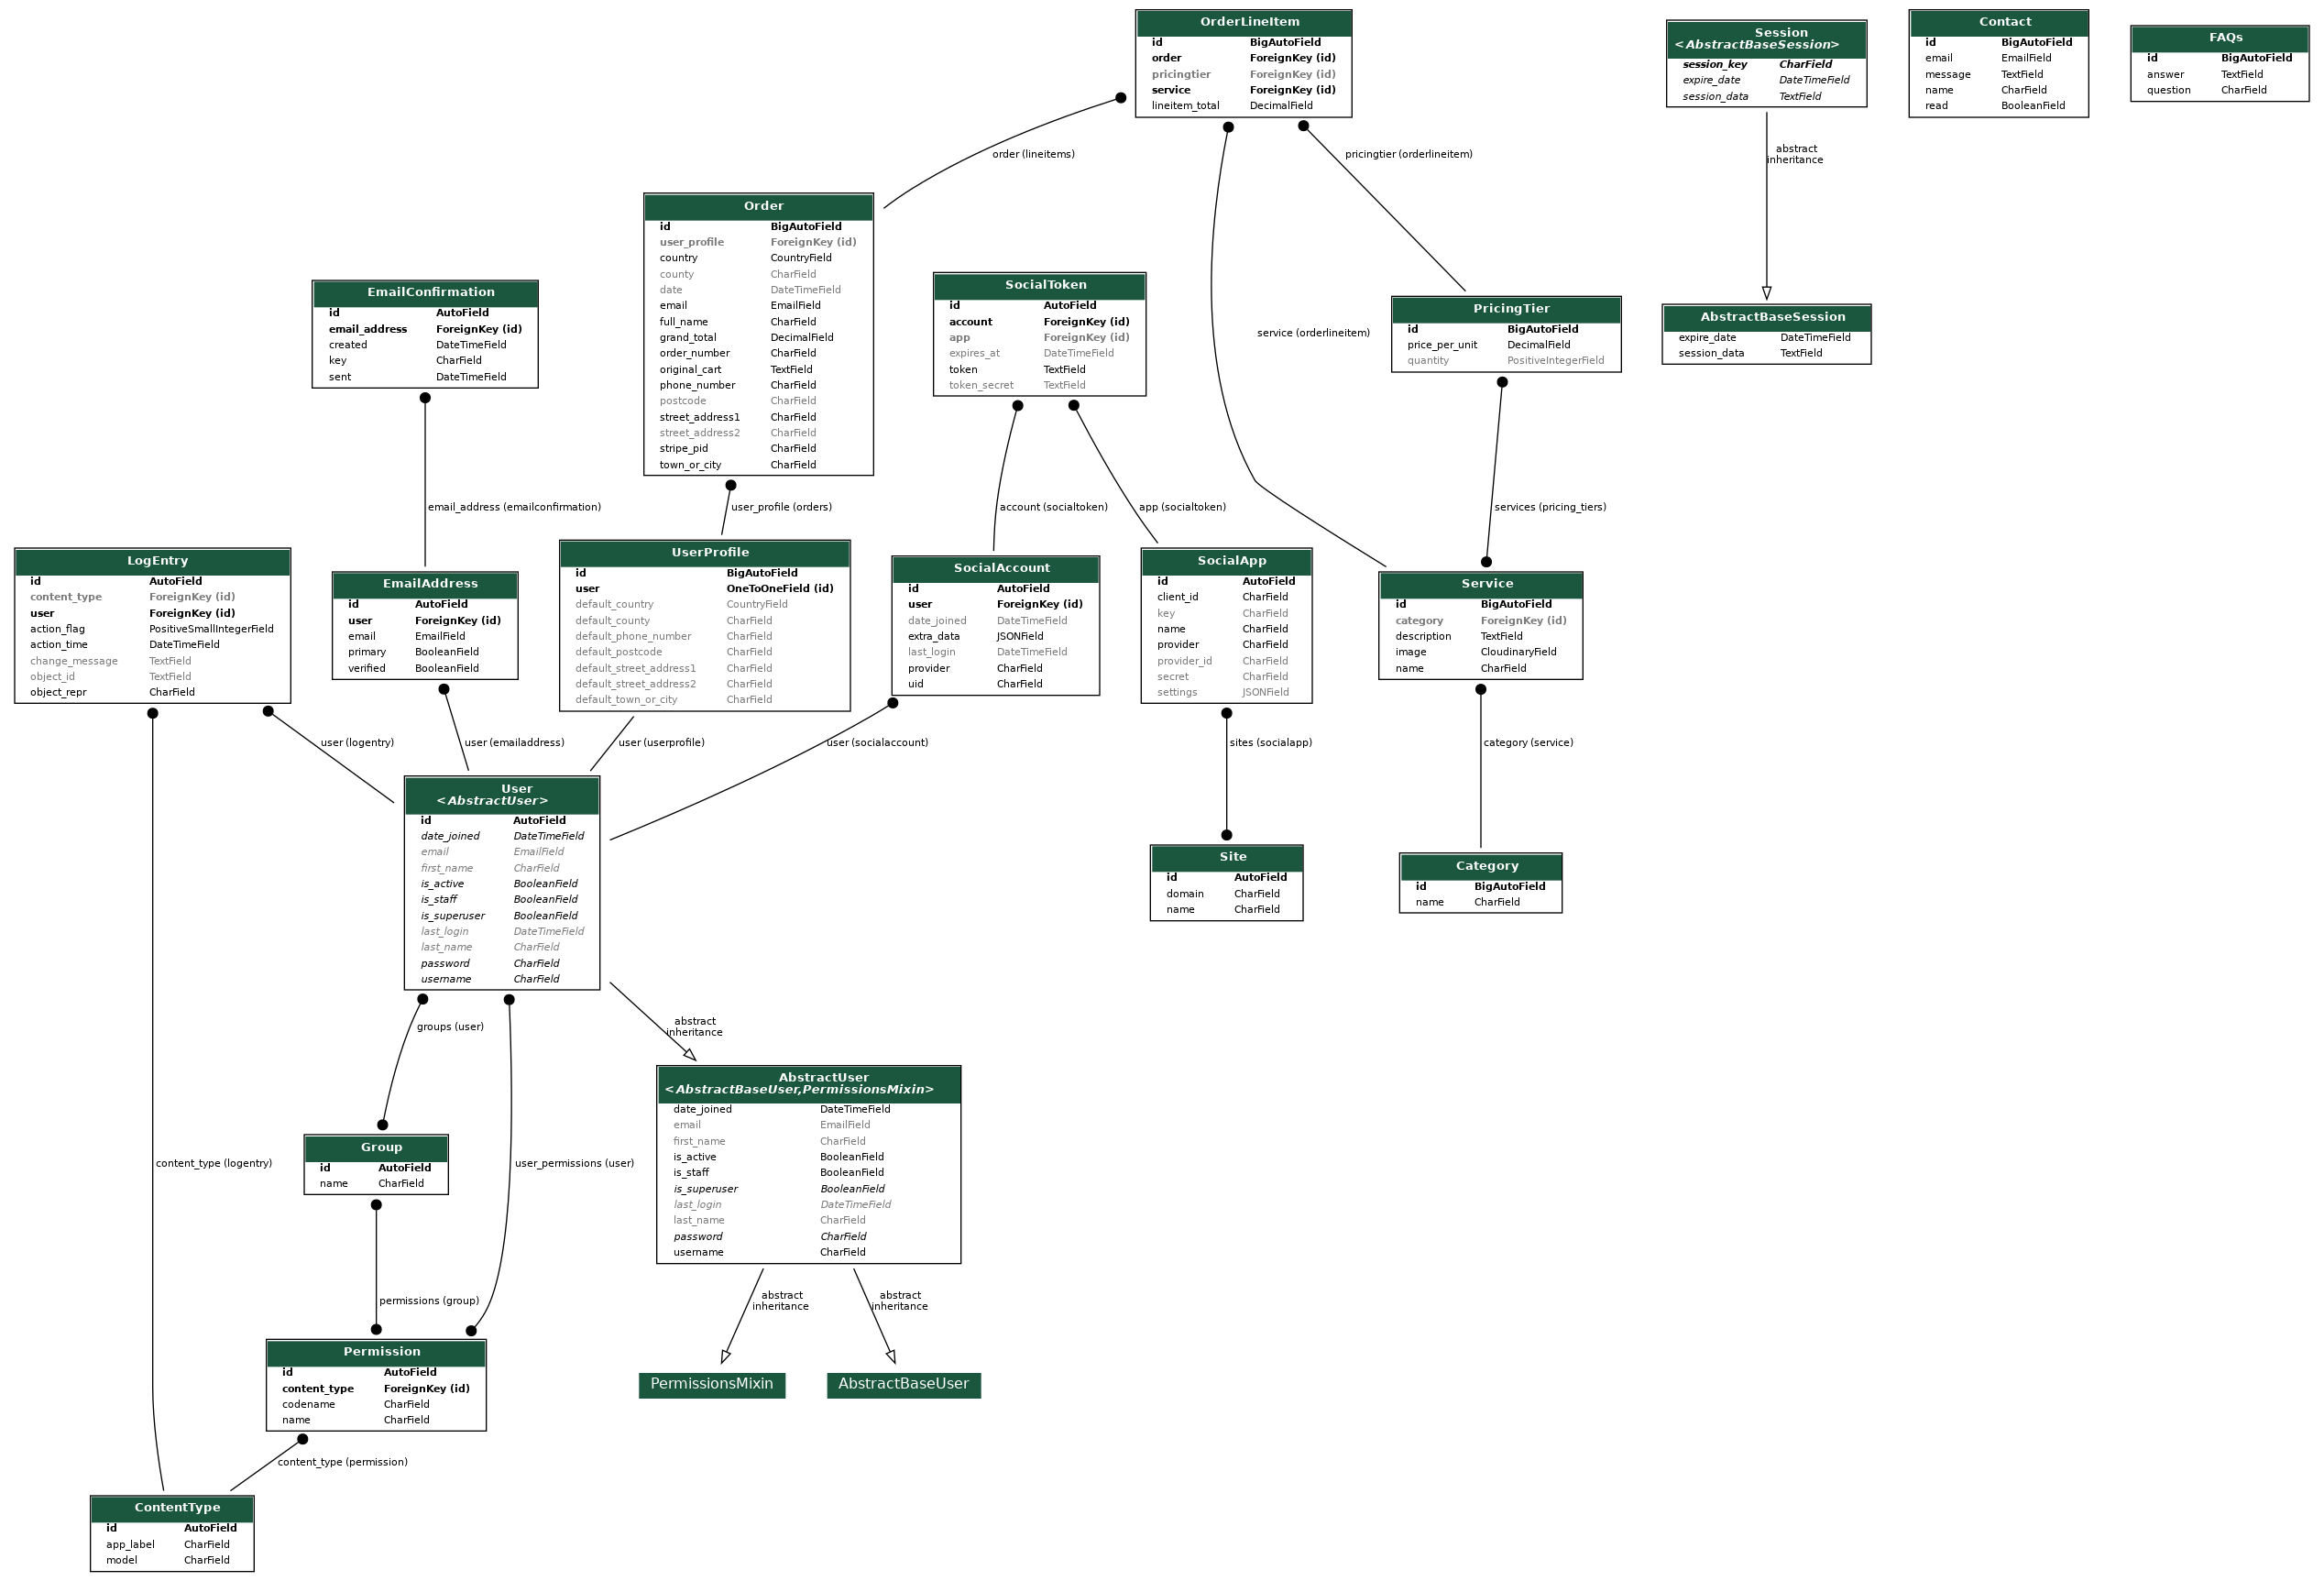 OrderLineItem
id BigAutoField
order ForeignKey (id)
pricingtier ForeignKey (id)
service ForeignKey (id)
lineitem_total DecimalField
Session
<AbstractBaseSession>
session_key CharField
expire_date DateTimeField
session_data TextField
Contact
id BigAutoField
email EmailField
message TextField
name CharField
read BooleanField
FAQs
id BigAutoField
answer TextField
question CharField
order (lineitems)
pricingtier (orderlineitem)
abstract
inheritance
Order
id BigAutoField
user_profile ForeignKey (id)
country CountryField
county CharField
date DateTimeField
email EmailField
full_name CharField
grand_total DecimalField
order_number CharField
original_cart TextField
phone_number CharField
postcode CharField
street_address1 CharField
street_address2 CharField
stripe_pid CharField
town_or_city CharField
EmailConfirmation
id AutoField
email_address ForeignKey (id)
created DateTimeField
key CharField
sent DateTimeField
SocialToken
id AutoField
account ForeignKey (id)
app ForeignKey (id)
expires_at DateTimeField
token TextField
token_secret TextField
service (orderlineitem)
PricingTier
id BigAutoField
price_per_unit DecimalField
quantity PositiveIntegerField
AbstractBaseSession
expire_date DateTimeField
session_data TextField
email_address (emailconfirmation)
user_profile (orders)
account (socialtoken)
app (socialtoken)
services (pricing_tiers)
LogEntry
id AutoField
content_type ForeignKey (id)
user ForeignKey (id)
action_flag PositiveSmallIntegerField
action_time DateTimeField
change_message TextField
object_id TextField
object_repr CharField
EmailAddress
id AutoField
user ForeignKey (id)
email EmailField
primary BooleanField
verified BooleanField
UserProfile
id BigAutoField
user OneToOneField (id)
default_country CountryField
default_county CharField
default_phone_number CharField
default_postcode CharField
default_street_address1 CharField
default_street_address2 CharField
default_town_or_city CharField
SocialAccount
id AutoField
user ForeignKey (id)
date_joined DateTimeField
extra_data JSONField
last_login DateTimeField
provider CharField
uid CharField
SocialApp
id AutoField
client_id CharField
key CharField
name CharField
provider CharField
provider_id CharField
secret CharField
settings JSONField
Service
id BigAutoField
category ForeignKey (id)
description TextField
image CloudinaryField
name CharField
user (logentry)
user (emailaddress)
user (userprofile)
user (socialaccount)
sites (socialapp)
category (service)
User
<AbstractUser>
id AutoField
date_joined DateTimeField
email EmailField
first_name CharField
is_active BooleanField
is_staff BooleanField
is_superuser BooleanField
last_login DateTimeField
last_name CharField
password CharField
username CharField
Site
id AutoField
domain CharField
name CharField
Category
id BigAutoField
name CharField
groups (user)
abstract
inheritance
AbstractUser
<AbstractBaseUser,PermissionsMixin>
date_joined DateTimeField
email EmailField
first_name CharField
is_active BooleanField
is_staff BooleanField
is_superuser BooleanField
last_login DateTimeField
last_name CharField
password CharField
username CharField
Group
id AutoField
name CharField
content_type (logentry)
user_permissions (user)
permissions (group)
abstract
inheritance
abstract
inheritance
Permission
id AutoField
content_type ForeignKey (id)
codename CharField
name CharField
PermissionsMixin
AbstractBaseUser
content_type (permission)
ContentType
id AutoField
app_label CharField
model CharField